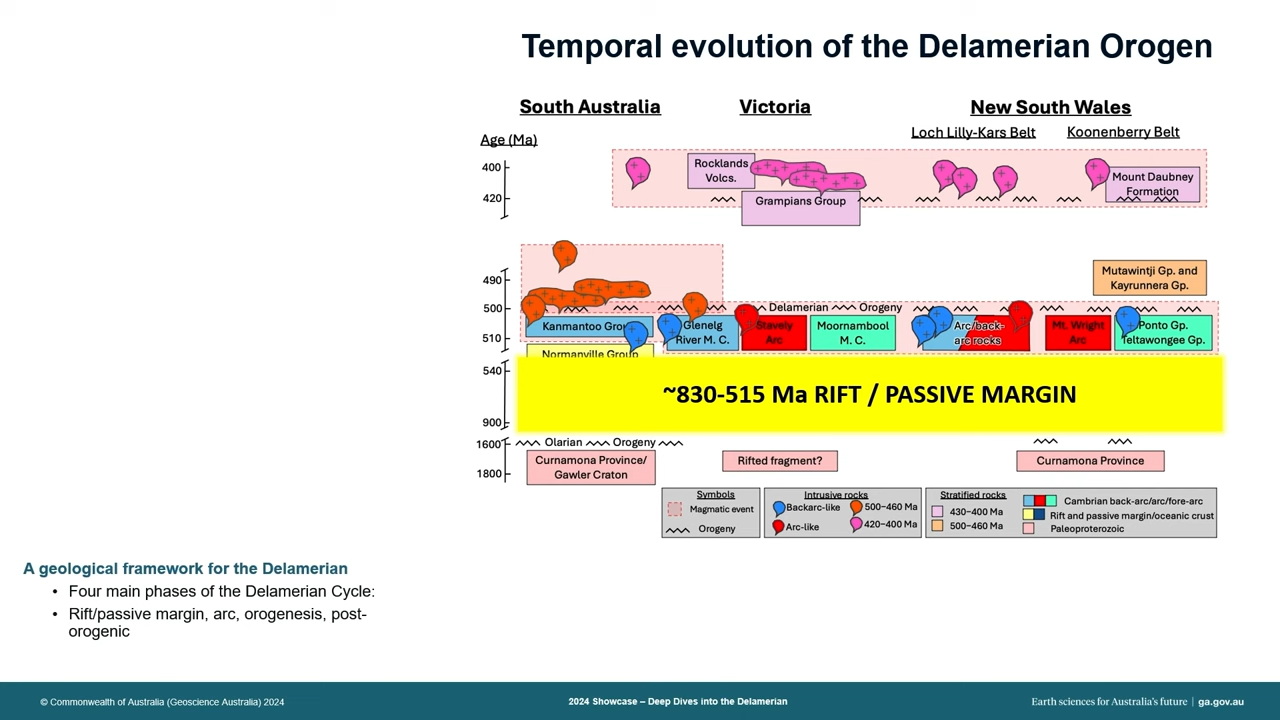 Temporal evolution of the Delamerian Orogen
South Australia
Victoria
New South Wales
Loch Lilly-Kars Belt
Koonenberry Belt
Age (Ma)
400
420
490
500
510
540
900
1600
1800
Rocklands
Volcs.
Grampians Group
Mount Daubney
Formation
Mutawintji Gp. and
Kayrunnera Gp.
Delamerian
Orogeny
Kanmantoo Group
Normanville Group
Glenelg
River M. C.
Stavely
Arc
Moornambool
M. C.
Arc/back-
arc rocks
Mt. Wright
Arc
Ponto Gp.
Teltawongee Gp.
~830-515 Ma RIFT / PASSIVE MARGIN
Olarian
Orogeny
Curnamona Province/
Gawler Craton
Rifted fragment?
Curnamona Province
Symbols
Magmatic event
Orogeny
Intrusive rocks
Backarc-like
500–460 Ma
Arc-like
420–400 Ma
Stratified rocks
430–400 Ma
500–460 Ma
Cambrian back-arc/arc/fore-arc
Rift and passive margin/oceanic crust
Paleoproterozoic
A geological framework for the Delamerian
• Four main phases of the Delamerian Cycle:
• Rift/passive margin, arc, orogenesis, post-
orogenic
© Commonwealth of Australia (Geoscience Australia) 2024
2024 Showcase – Deep Dives into the Delamerian
Earth sciences for Australia's future | ga.gov.au